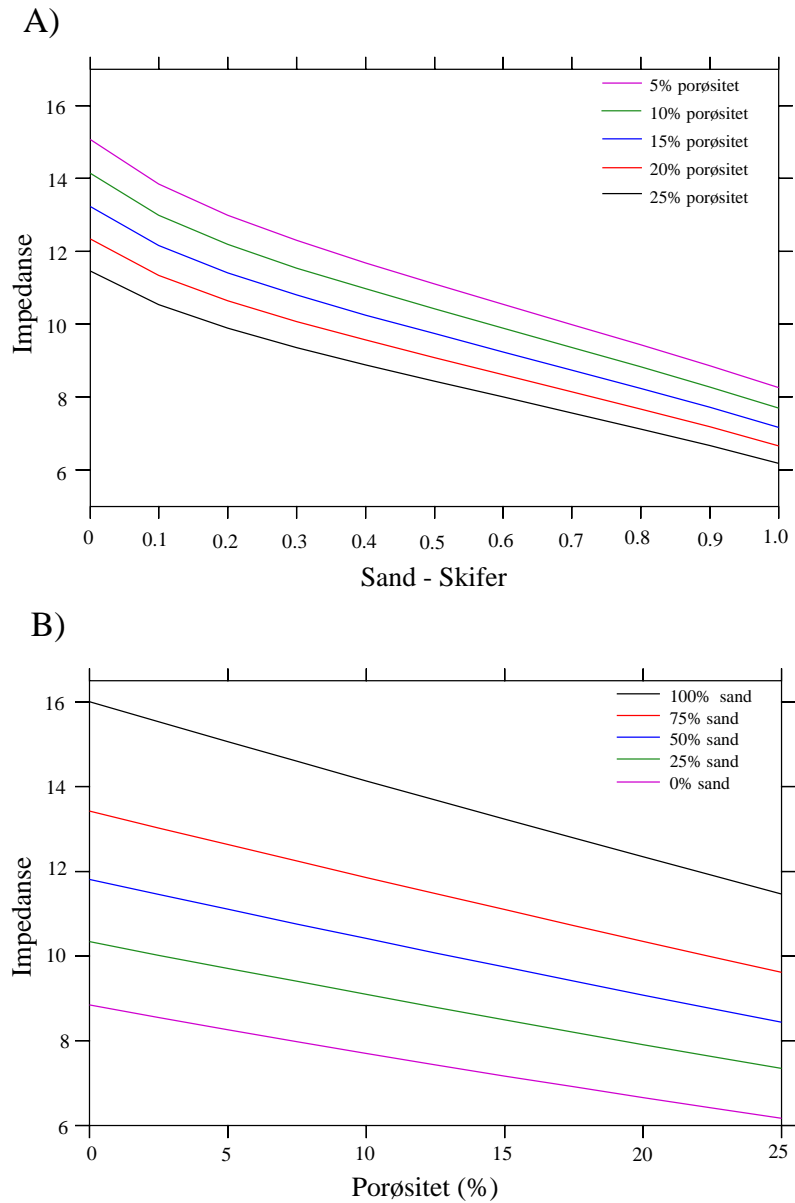 A)
5% porøsitet
10% porøsitet
15% porøsitet
20% porøsitet
25% porøsitet
16
14
12
10
8
6
Impedanse
0 0.1 0.2 0.3 0.4 0.5 0.6 0.7 0.8 0.9 1.0
Sand - Skifer
B)
100% sand
75% sand
50% sand
25% sand
0% sand
16
14
12
10
8
6
Impedanse
0 5 10 15 20 25
Porøsitet (%)